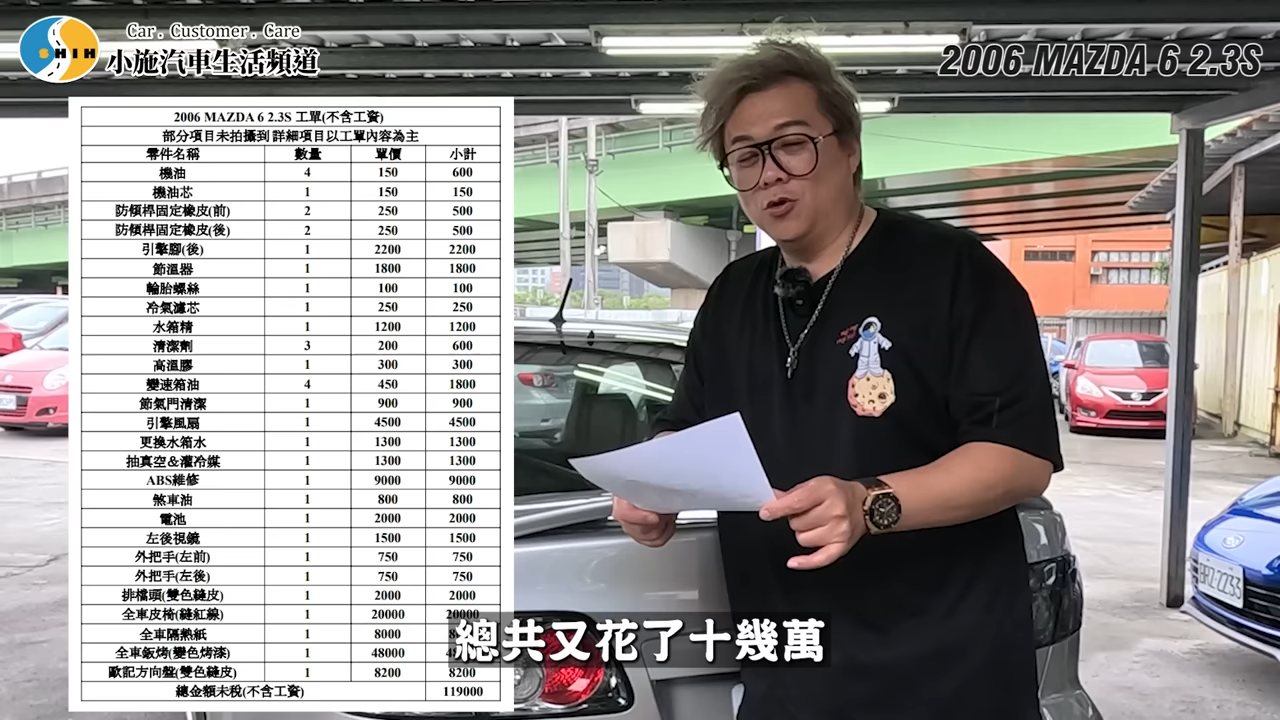 Car . Customer . Care
小施汽車生活頻道
SHIH
2006 MAZDA 6 2.3S
2006 MAZDA 6 2.3S 工單(不含工資)
部分項目未拍攝到 詳細項目以工單內容為主
零件名稱 數量 單價 小計
機油 4 150 600
機油芯 1 150 150
防傾桿固定橡皮(前) 2 250 500
防傾桿固定橡皮(後) 2 250 500
引擎腳(後) 1 2200 2200
節溫器 1 1800 1800
輪胎螺絲 1 100 100
冷氣濾芯 1 250 250
水箱精 1 1200 1200
清潔劑 3 200 600
高溫膠 1 300 300
變速箱油 4 450 1800
節氣門清潔 1 900 900
引擎風扇 1 4500 4500
更換水箱水 1 1300 1300
抽真空＆灌冷媒 1 1300 1300
ABS維修 1 9000 9000
煞車油 1 800 800
電池 1 2000 2000
左後視鏡 1 1500 1500
外把手(左前) 1 750 750
外把手(左後) 1 750 750
排檔頭(雙色縫皮) 1 2000 2000
全車皮椅(縫紅線) 1 20000 20000
全車隔熱紙 1 8000
全車鈑烤(變色烤漆) 1 48000
歐記方向盤(雙色縫皮) 1 8200 8200
總金額未稅(不含工資) 119000
總共又花了十幾萬
BRZ-2233